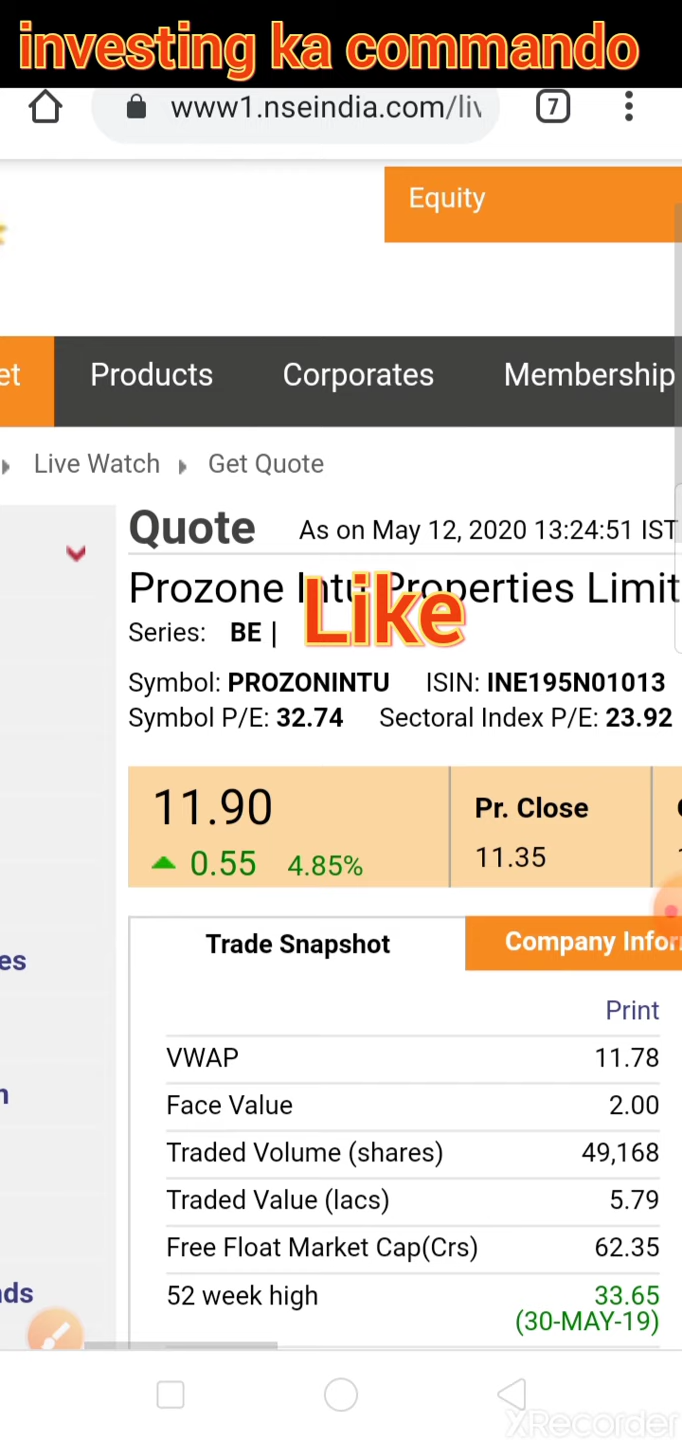 investing ka commando
www1.nseindia.com/liv
7
Equity
et Products Corporates Membership
Live Watch Get Quote
Quote As on May 12, 2020 13:24:51 IST
Prozone Intu Properties Limit
Like
Series: BE |
Symbol: PROZONINTU ISIN: INE195N01013
Symbol P/E: 32.74 Sectoral Index P/E: 23.92
11.90 Pr. Close
0.55 4.85% 11.35
Trade Snapshot Company Infor
es
Print
VWAP 11.78
Face Value 2.00
Traded Volume (shares) 49,168
Traded Value (lacs) 5.79
Free Float Market Cap(Crs) 62.35
ds
52 week high 33.65
(30-MAY-19)
XRecorder